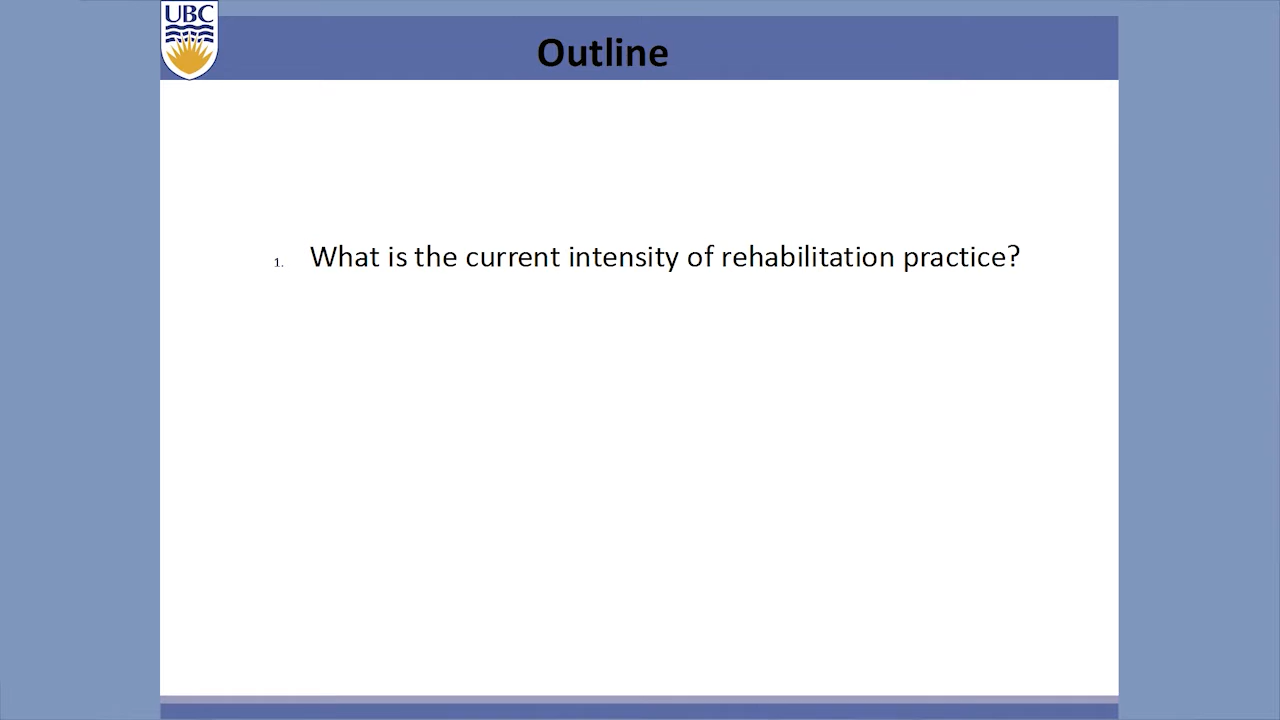 UBC
Outline
1. What is the current intensity of rehabilitation practice?